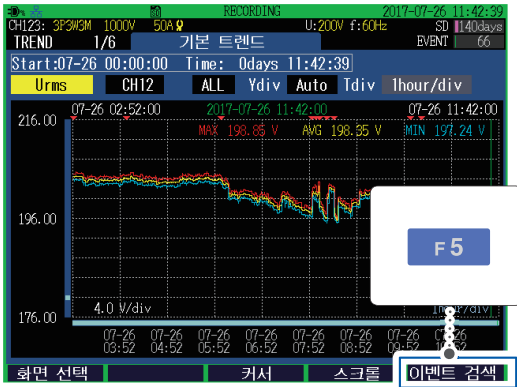 RECORDING 2017-07-26 11:42:39
CH123: 3P3W3M 1000V 50A U:200V f:60Hz SD 140days
TREND 1/6 기본 트렌드 EVENT 66
Start:07-26 00:00:00 Time: 0days 11:42:39
Urms CH12 ALL Ydiv Auto Tdiv 1hour/div
07-26 02:52:00 2017-07-26 11:42:00 07-26 11:42:00
216.00
MAX 198.85 V AVG 198.35 V MIN 197.24 V
196.00
F 5
4.0 V/div 1hour/div
176.00
07-26 07-26 07-26 07-26 07-26 07-26 07-26
03:52 04:52 05:52 06:52 07:52 08:52 09:52
화면 선택 커서 스크롤 이벤트 검색